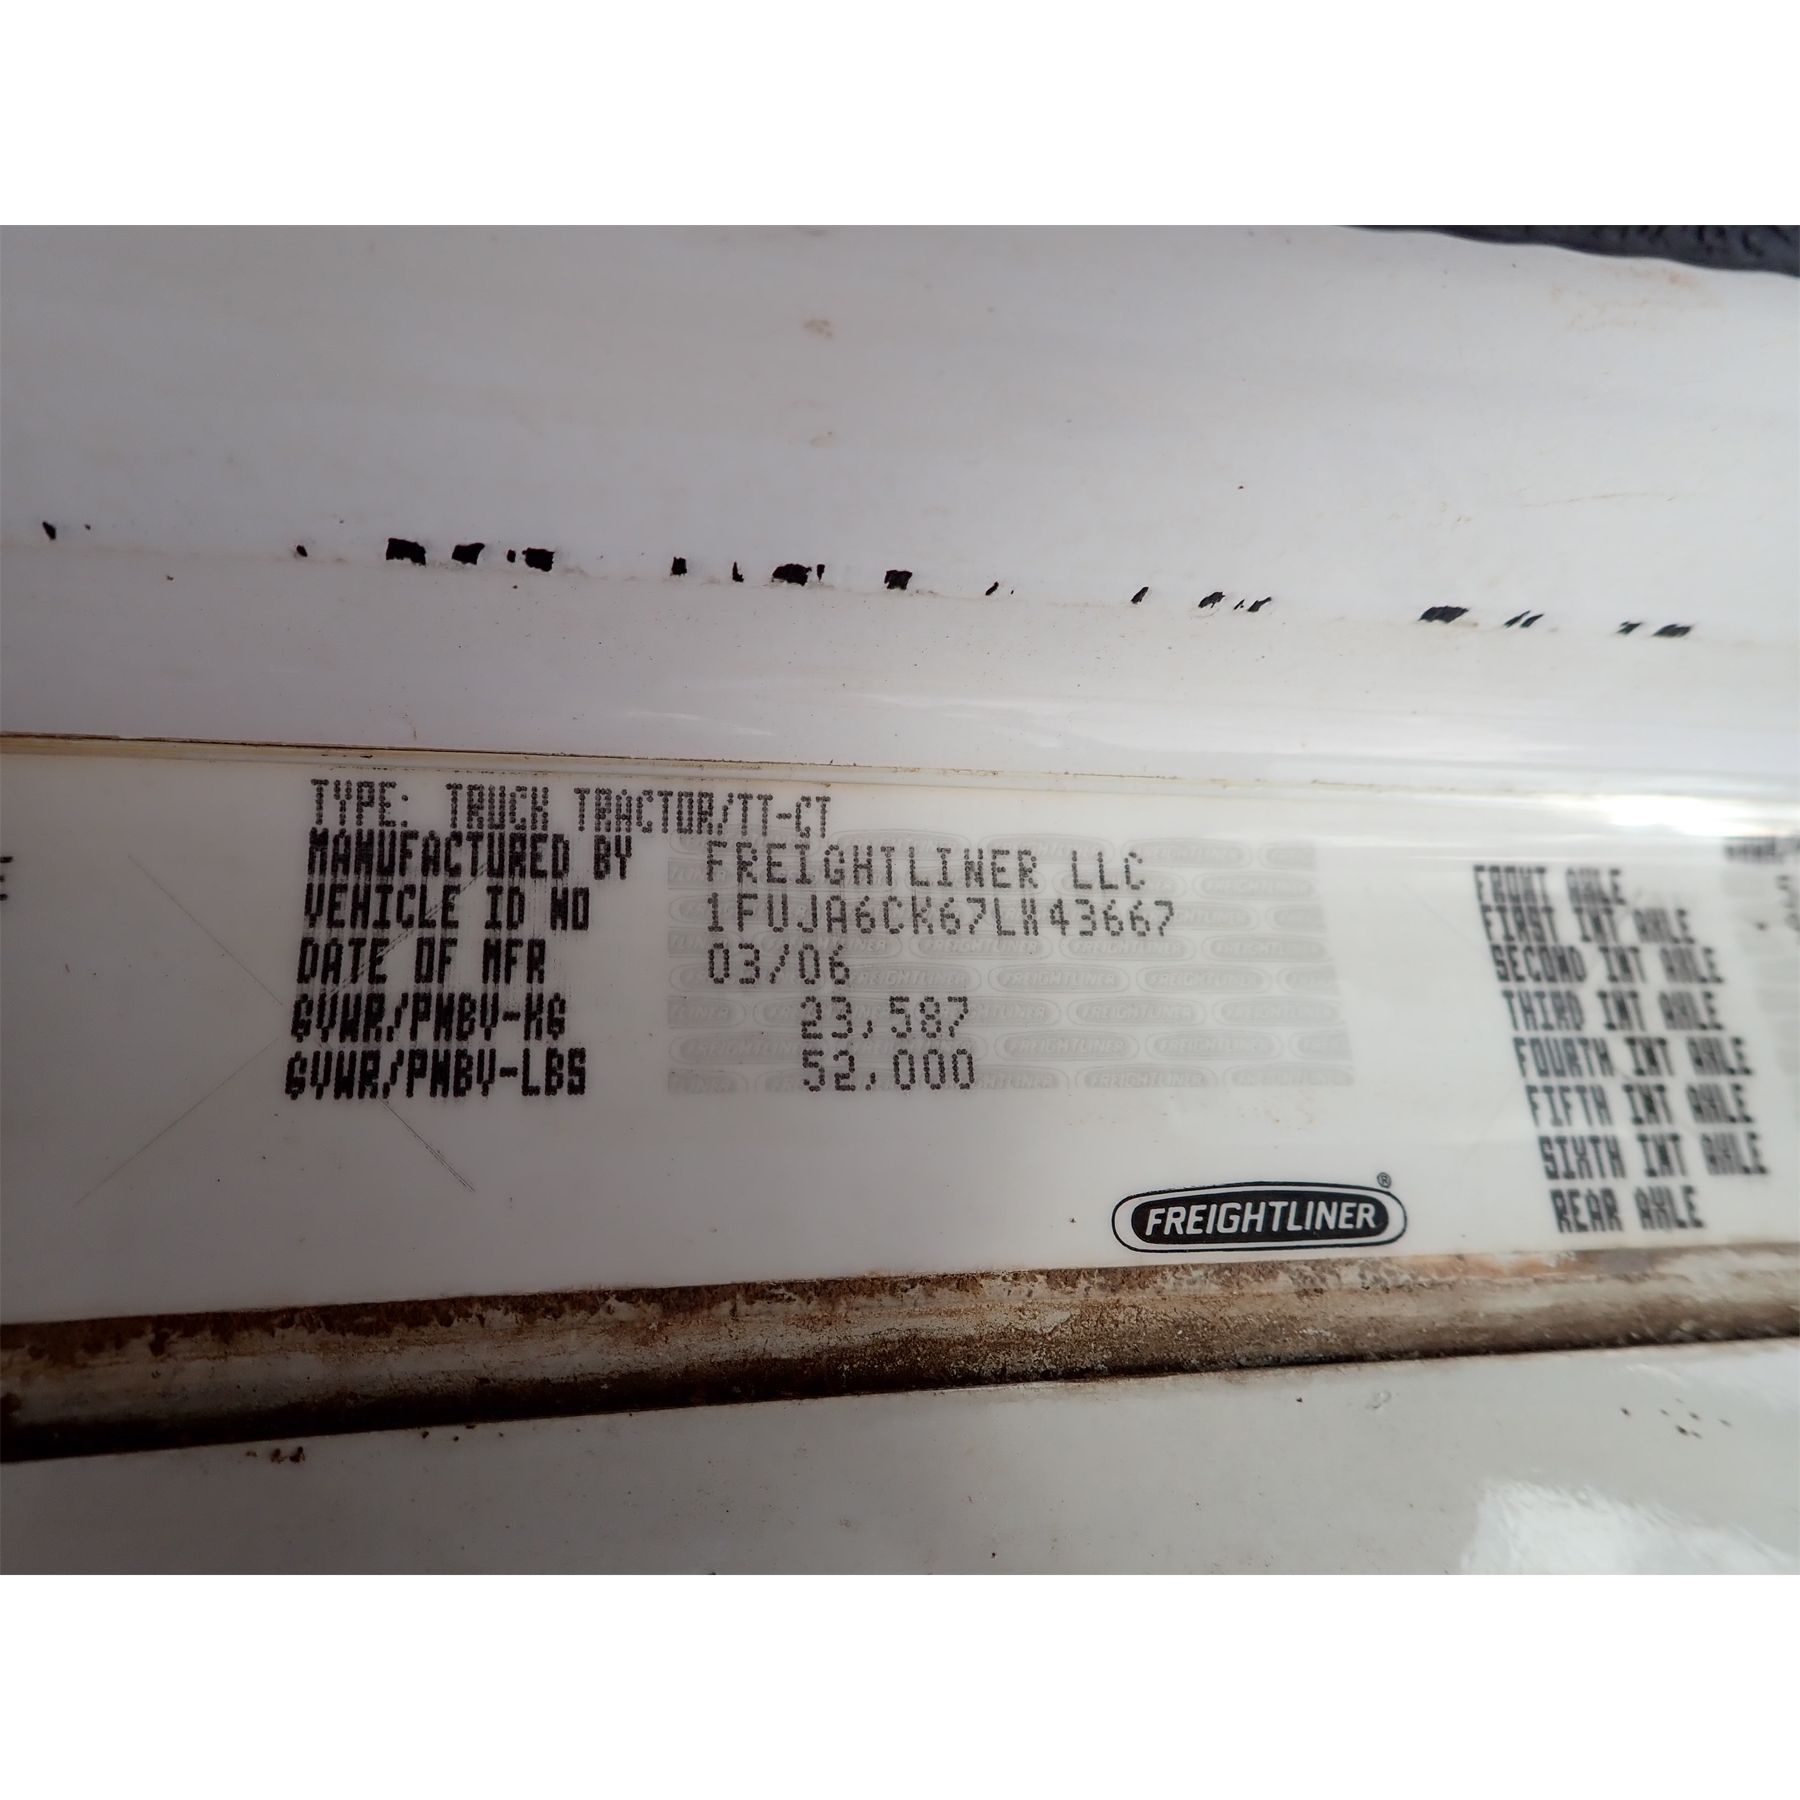 TYPE: TRUCK TRACTOR/TT-CT
MANUFACTURED BY FREIGHTLINER LLC
VEHICLE ID NO 1FUJA6CK67LX43667
DATE OF MFR 03/06
GVWR/PNBV-KG 23,587
GVWR/PNBV-LBS 52,000
FREIGHTLINER®
FRONT AXLE
FIRST INT AXLE
SECOND INT AXLE
THIRD INT AXLE
FOURTH INT AXLE
FIFTH INT AXLE
SIXTH INT AXLE
REAR AXLE